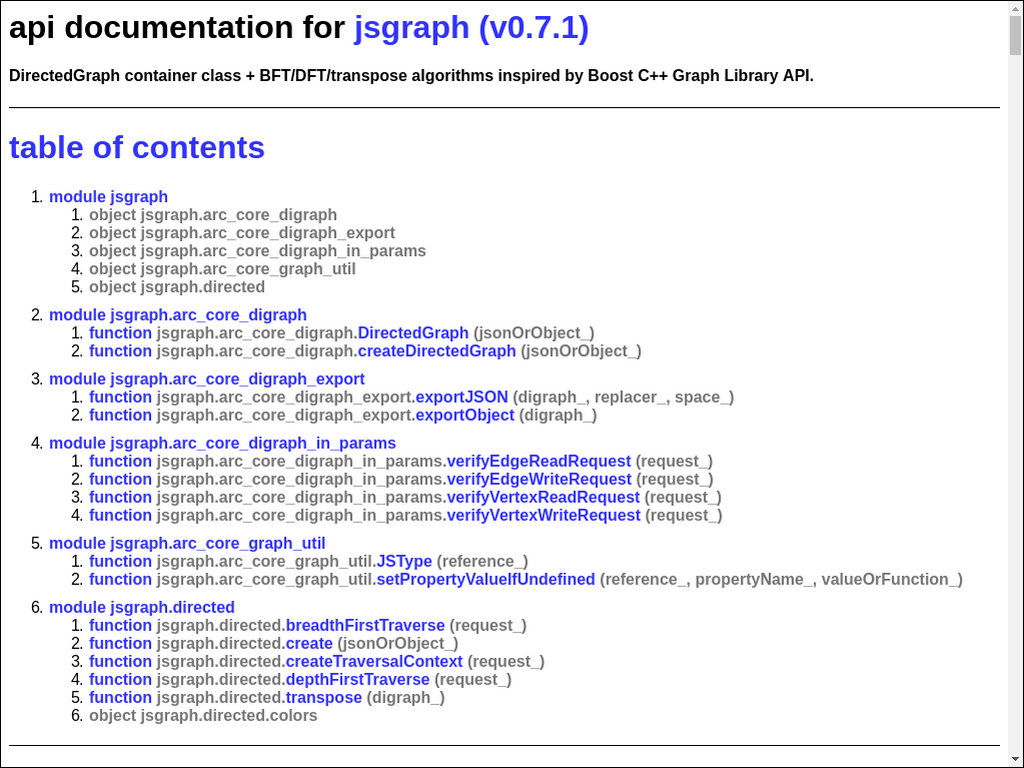 api documentation for jsgraph (v0.7.1)
DirectedGraph container class + BFT/DFT/transpose algorithms inspired by Boost C++ Graph Library API.
table of contents
1. module jsgraph
1. object jsgraph.arc_core_digraph
2. object jsgraph.arc_core_digraph_export
3. object jsgraph.arc_core_digraph_in_params
4. object jsgraph.arc_core_graph_util
5. object jsgraph.directed
2. module jsgraph.arc_core_digraph
1. function jsgraph.arc_core_digraph.DirectedGraph (jsonOrObject_)
2. function jsgraph.arc_core_digraph.createDirectedGraph (jsonOrObject_)
3. module jsgraph.arc_core_digraph_export
1. function jsgraph.arc_core_digraph_export.exportJSON (digraph_, replacer_, space_)
2. function jsgraph.arc_core_digraph_export.exportObject (digraph_)
4. module jsgraph.arc_core_digraph_in_params
1. function jsgraph.arc_core_digraph_in_params.verifyEdgeReadRequest (request_)
2. function jsgraph.arc_core_digraph_in_params.verifyEdgeWriteRequest (request_)
3. function jsgraph.arc_core_digraph_in_params.verifyVertexReadRequest (request_)
4. function jsgraph.arc_core_digraph_in_params.verifyVertexWriteRequest (request_)
5. module jsgraph.arc_core_graph_util
1. function jsgraph.arc_core_graph_util.JSType (reference_)
2. function jsgraph.arc_core_graph_util.setPropertyValueIfUndefined (reference_, propertyName_, valueOrFunction_)
6. module jsgraph.directed
1. function jsgraph.directed.breadthFirstTraverse (request_)
2. function jsgraph.directed.create (jsonOrObject_)
3. function jsgraph.directed.createTraversalContext (request_)
4. function jsgraph.directed.depthFirstTraverse (request_)
5. function jsgraph.directed.transpose (digraph_)
6. object jsgraph.directed.colors